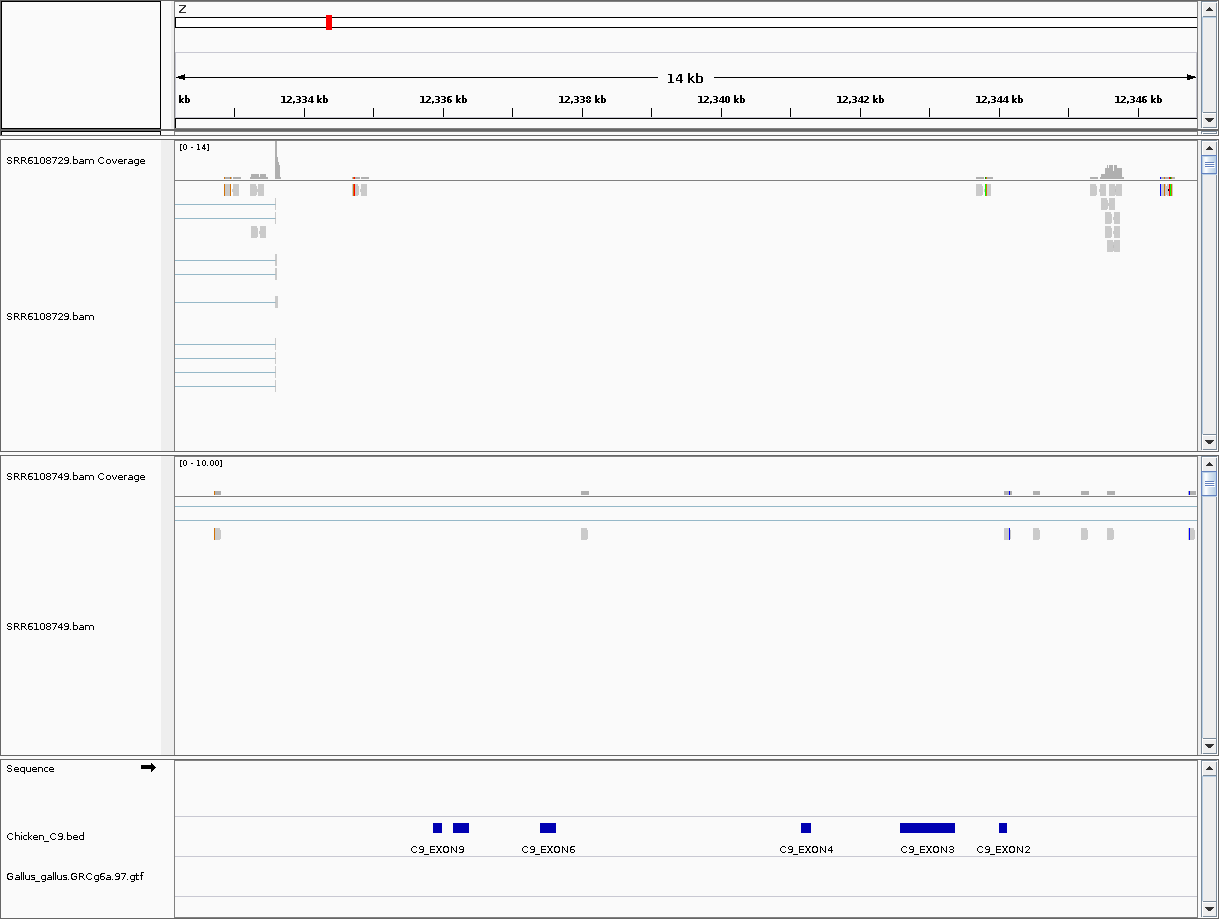 Z
14 kb
kb 12,334 kb 12,336 kb 12,338 kb 12,340 kb 12,342 kb 12,344 kb 12,346 kb
[0 - 14]
SRR6108729.bam Coverage
SRR6108729.bam
[0 - 10.00]
SRR6108749.bam Coverage
SRR6108749.bam
Sequence
Chicken_C9.bed
C9_EXON9 C9_EXON6 C9_EXON4 C9_EXON3 C9_EXON2
Gallus_gallus.GRCg6a.97.gtf